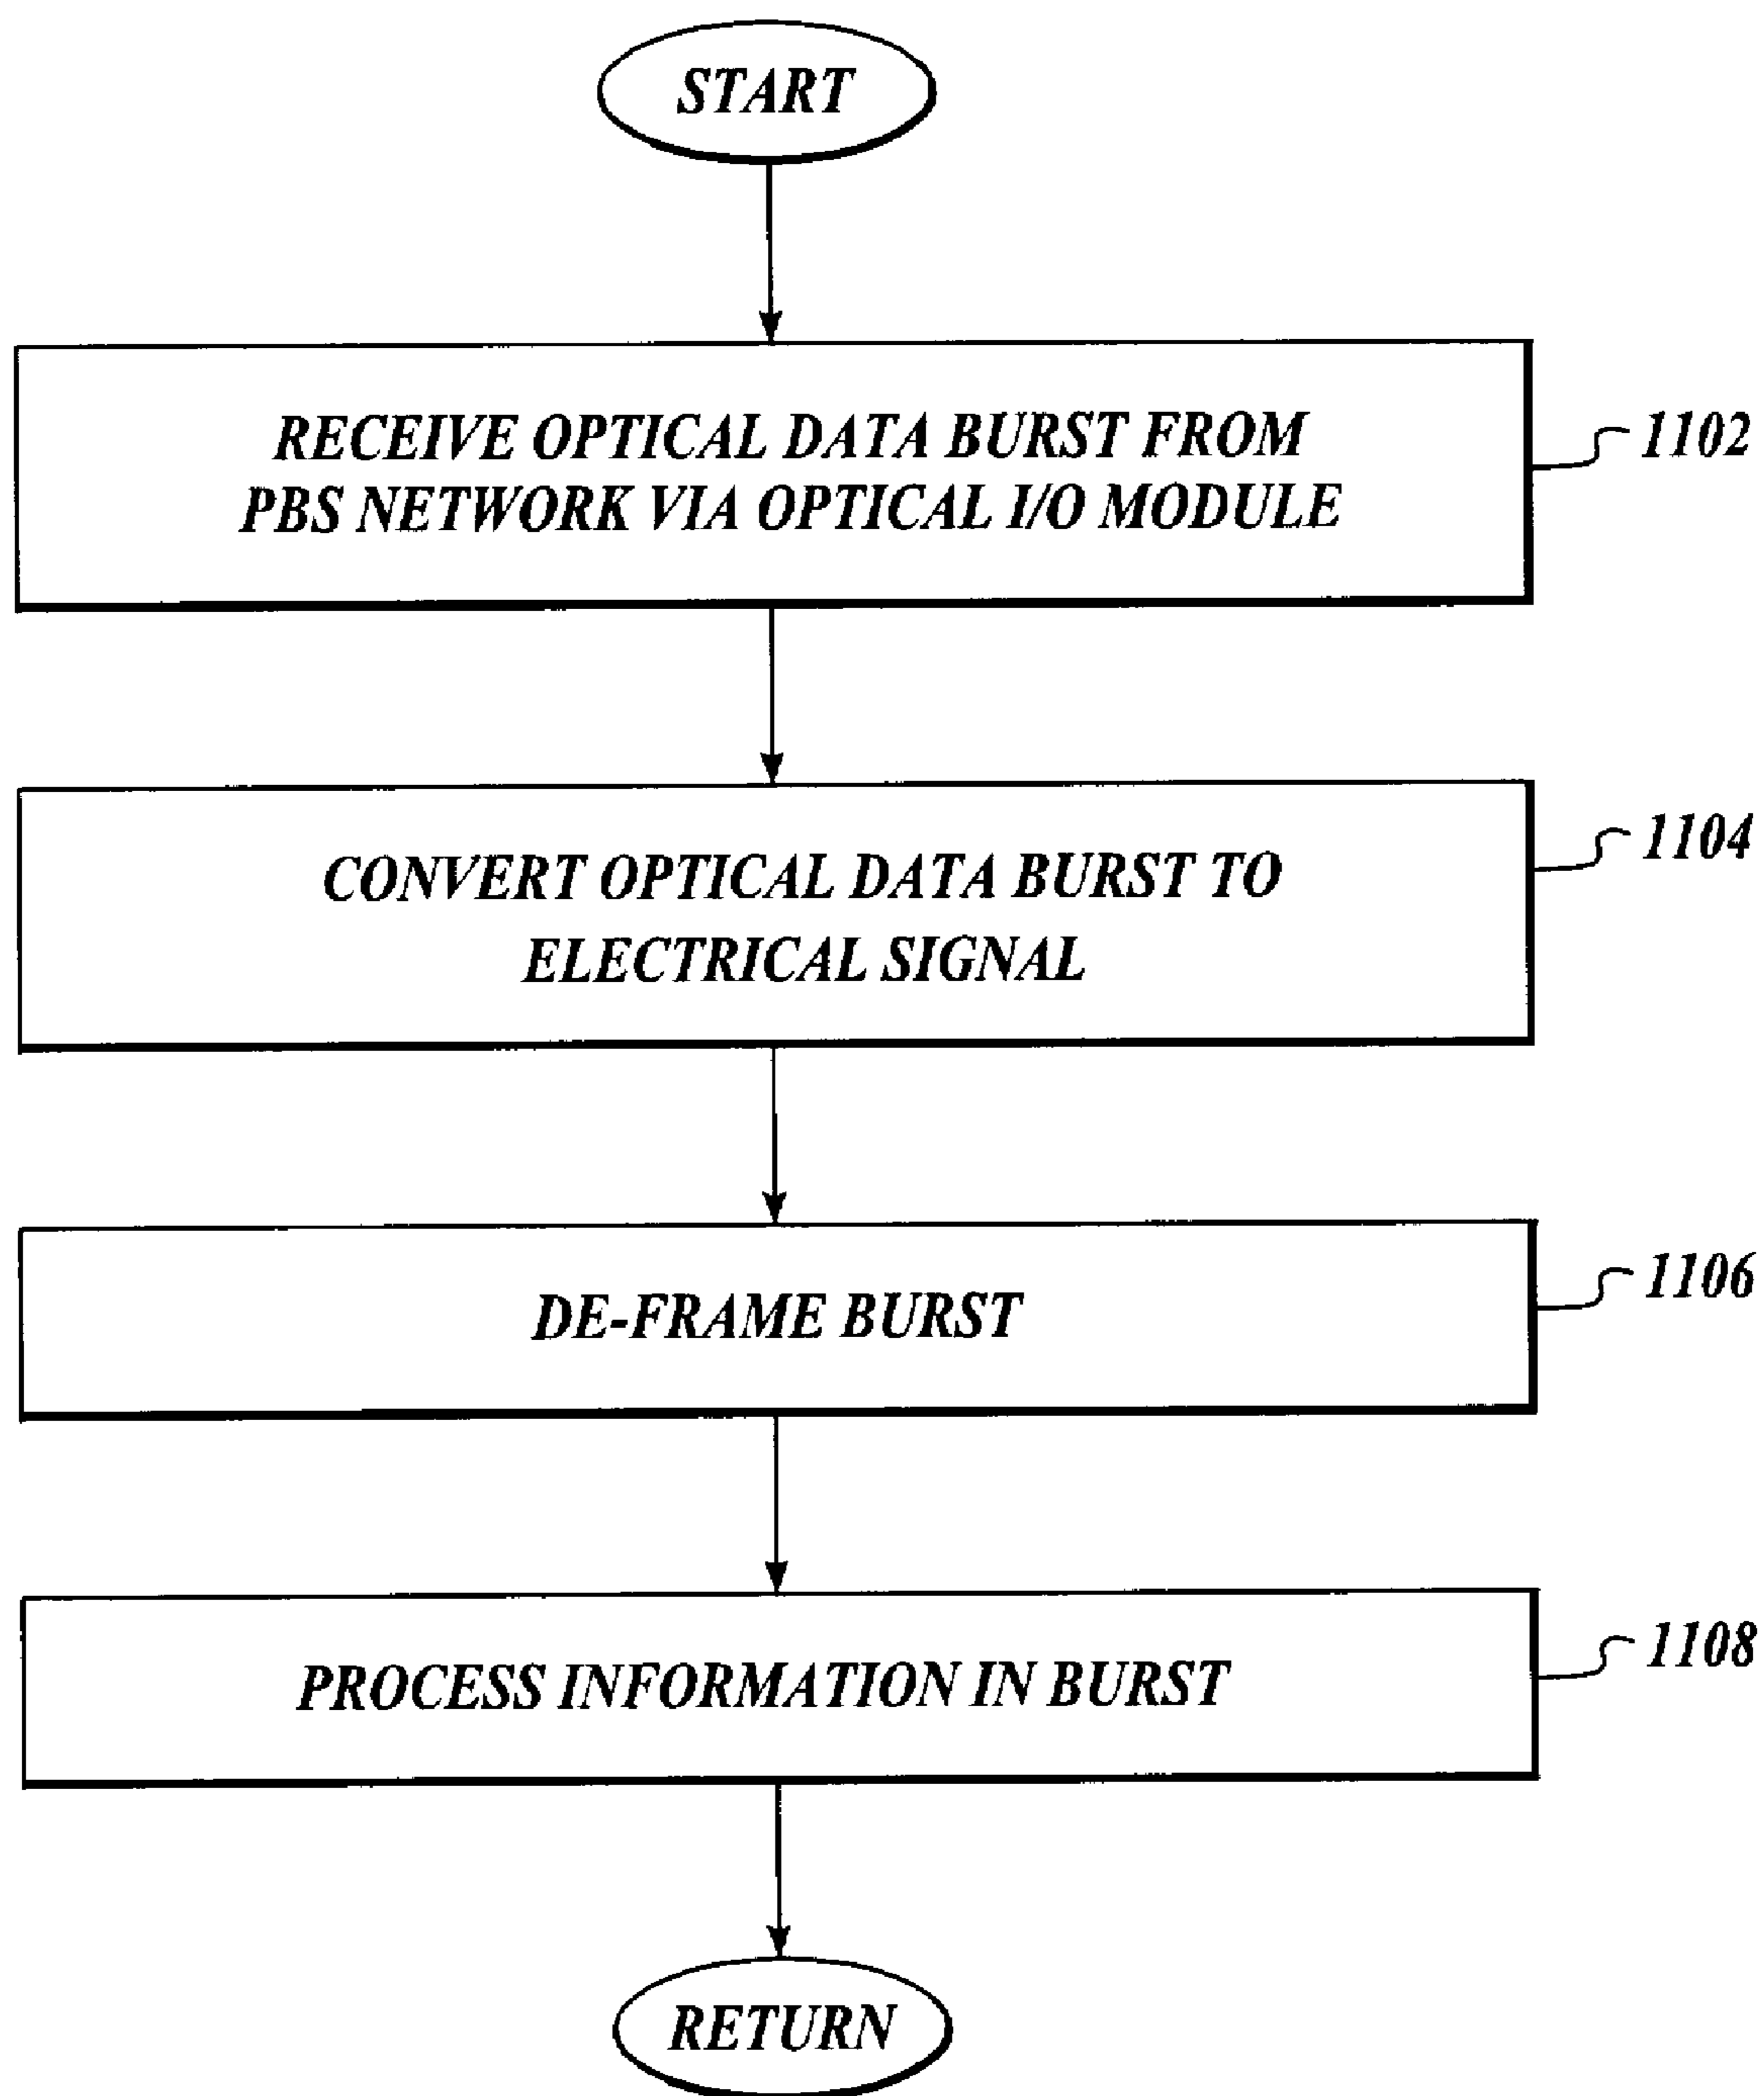 START
RECEIVE OPTICAL DATA BURST FROM
PBS NETWORK VIA OPTICAL I/O MODULE
1102
CONVERT OPTICAL DATA BURST TO
ELECTRICAL SIGNAL
1104
DE-FRAME BURST
1106
PROCESS INFORMATION IN BURST
1108
RETURN